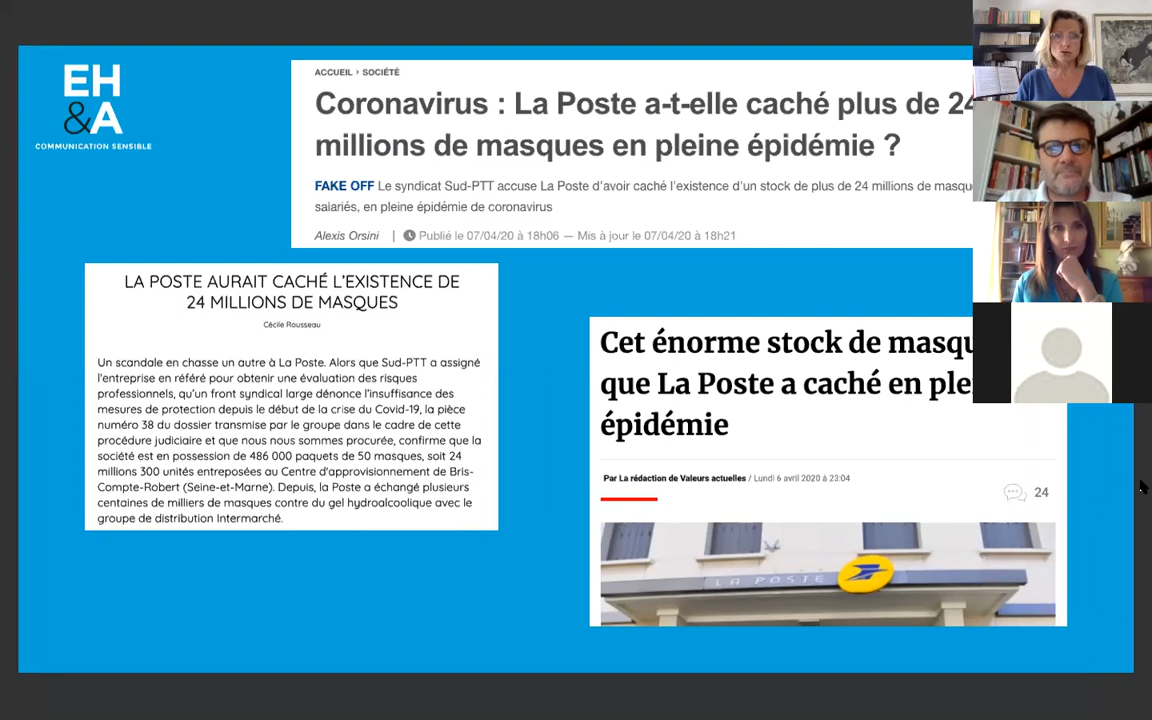 EH
&A
COMMUNICATION SENSIBLE
ACCUEIL › SOCIÉTÉ
Coronavirus : La Poste a-t-elle caché plus de 24
millions de masques en pleine épidémie ?
FAKE OFF Le syndicat Sud-PTT accuse La Poste d'avoir caché l'existence d'un stock de plus de 24 millions de
salariés, en pleine épidémie de coronavirus
Alexis Orsini | Publié le 07/04/20 à 18h06 — Mis à jour le 07/04/20 à 18h21
LA POSTE AURAIT CACHÉ L'EXISTENCE DE
24 MILLIONS DE MASQUES
Cécile Rousseau
Un scandale en chasse un autre à La Poste. Alors que Sud-PTT a assigné
l'entreprise en référé pour obtenir une évaluation des risques
professionnels, qu'un front syndical large dénonce l'insuffisance des
mesures de protection depuis le début de la crise du Covid-19, la pièce
numéro 38 du dossier transmise par le groupe dans le cadre de cette
procédure judiciaire et que nous nous sommes procurée, confirme que la
société est en possession de 486 000 paquets de 50 masques, soit 24
millions 300 unités entreposées au Centre d'approvisionnement de Bris-
Compte-Robert (Seine-et-Marne). Depuis, la Poste a échangé plusieurs
centaines de milliers de masques contre du gel hydroalcoolique avec le
groupe de distribution Intermarché.
Cet énorme stock de
que La Poste a caché en
épidémie
Par La rédaction de Valeurs actuelles / Lundi 6 avril 2020 à 23:04
24
LA POSTE